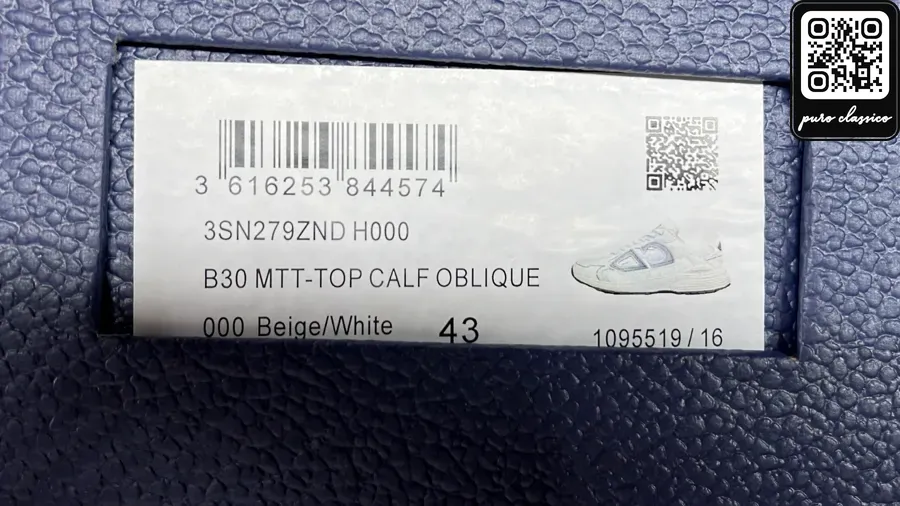 puro classico
3 616253 844574
3SN279ZND H000
B30 MTT-TOP CALF OBLIQUE
000 Beige/White 43 1095519 / 16